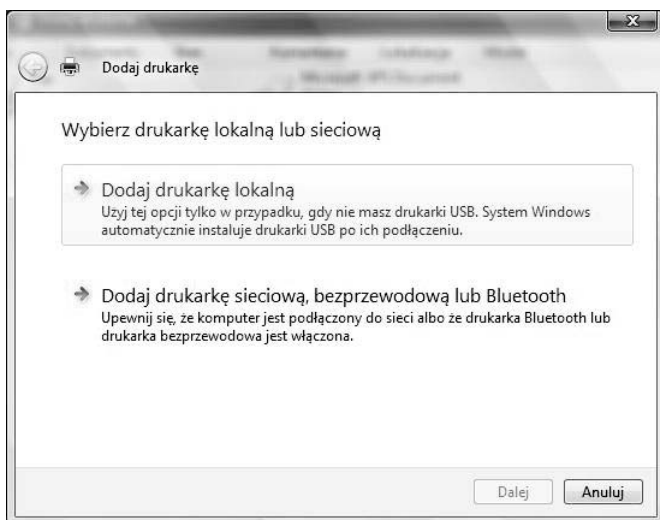 Dodaj drukarkę
Wybierz drukarkę lokalną lub sieciową
Dodaj drukarkę lokalną
Użyj tej opcji tylko w przypadku, gdy nie masz drukarki USB. System Windows
automatycznie instaluje drukarki USB po ich podłączeniu.
Dodaj drukarkę sieciową, bezprzewodową lub Bluetooth
Upewnij się, że komputer jest podłączony do sieci albo że drukarka Bluetooth lub
drukarka bezprzewodowa jest włączona.
Dalej Anuluj